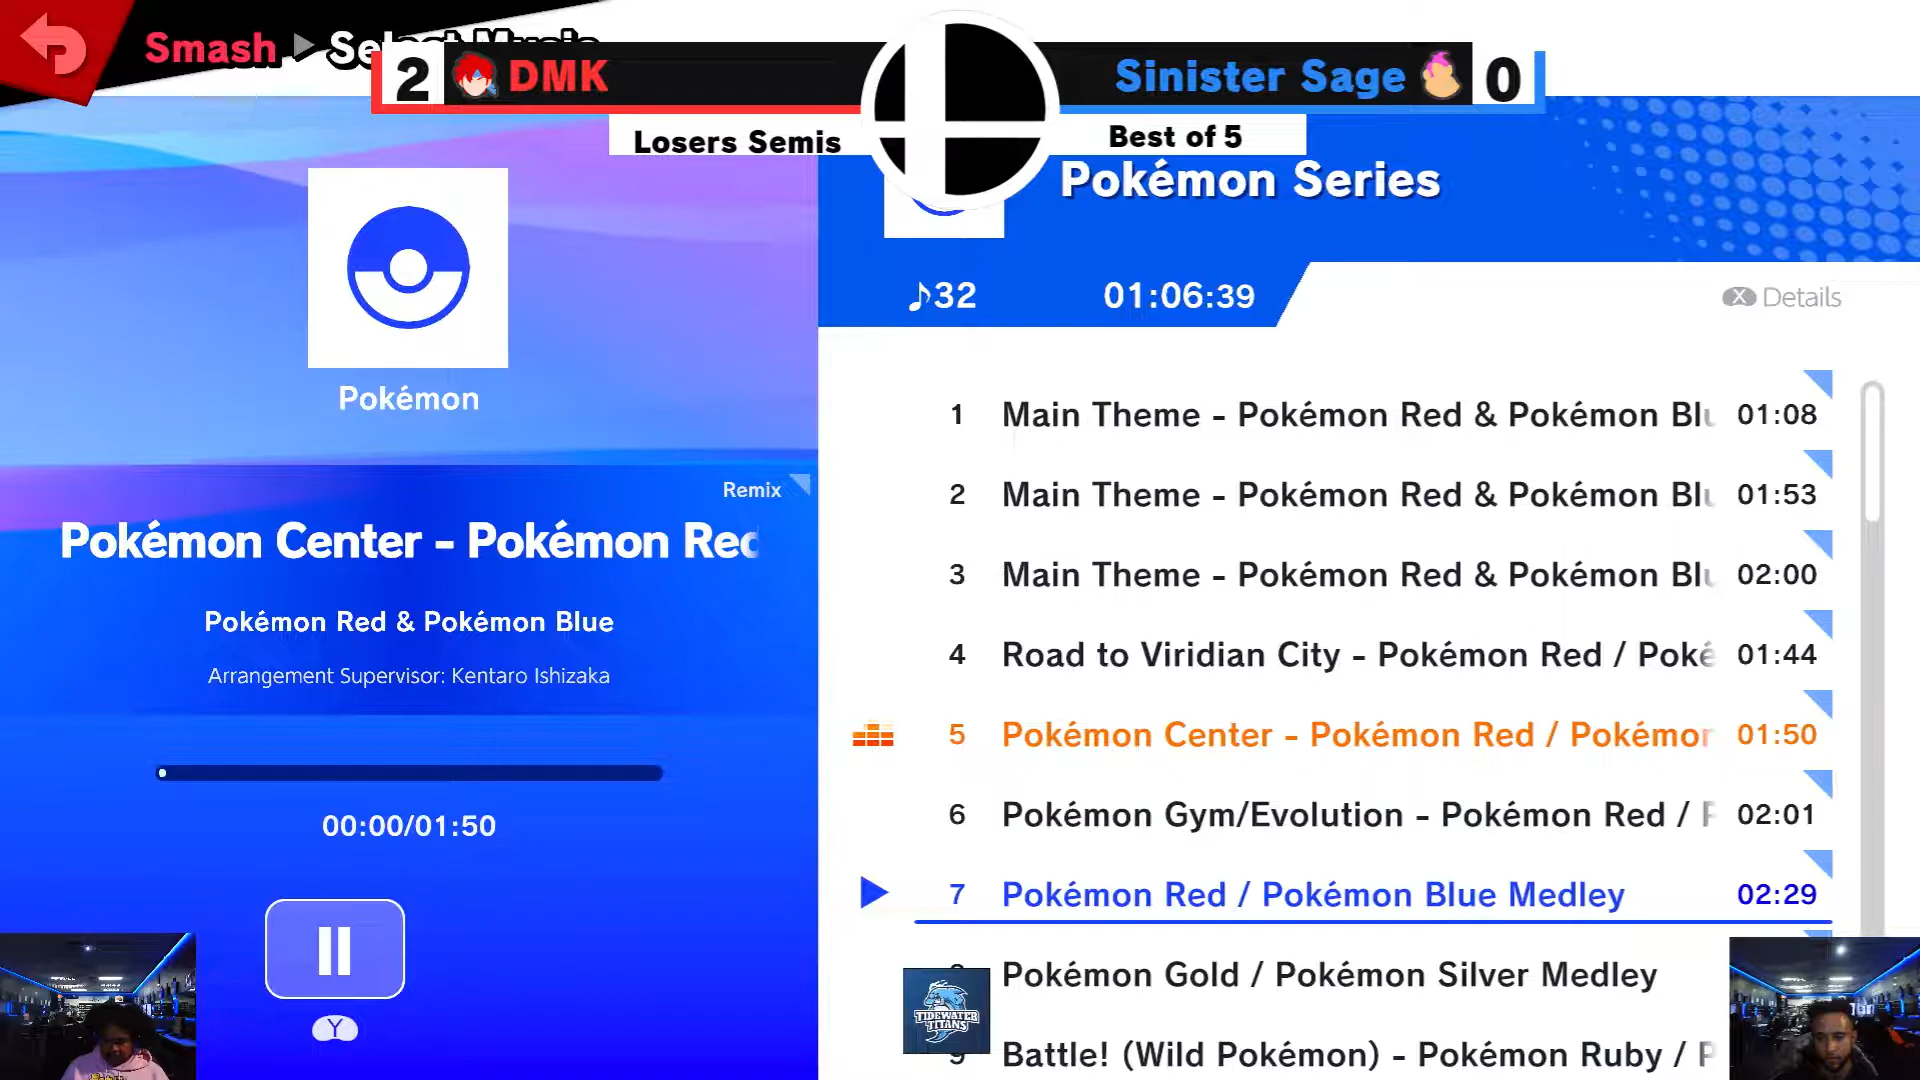 Smash
2 DMK
Sinister Sage 0
Losers Semis
Best of 5
Pokémon Series
32 01:06:39
X Details
Pokémon
Remix
Pokémon Center - Pokémon Red
Pokémon Red & Pokémon Blue
Arrangement Supervisor: Kentaro Ishizaka
00:00/01:50
Y
1 Main Theme - Pokémon Red & Pokémon Blu 01:08
2 Main Theme - Pokémon Red & Pokémon Blu 01:53
3 Main Theme - Pokémon Red & Pokémon Blu 02:00
4 Road to Viridian City - Pokémon Red / Poké 01:44
5 Pokémon Center - Pokémon Red / Pokémon 01:50
6 Pokémon Gym/Evolution - Pokémon Red / P 02:01
7 Pokémon Red / Pokémon Blue Medley 02:29
Pokémon Gold / Pokémon Silver Medley
9 Battle! (Wild Pokémon) - Pokémon Ruby / P
TIDEWATER
TITANS